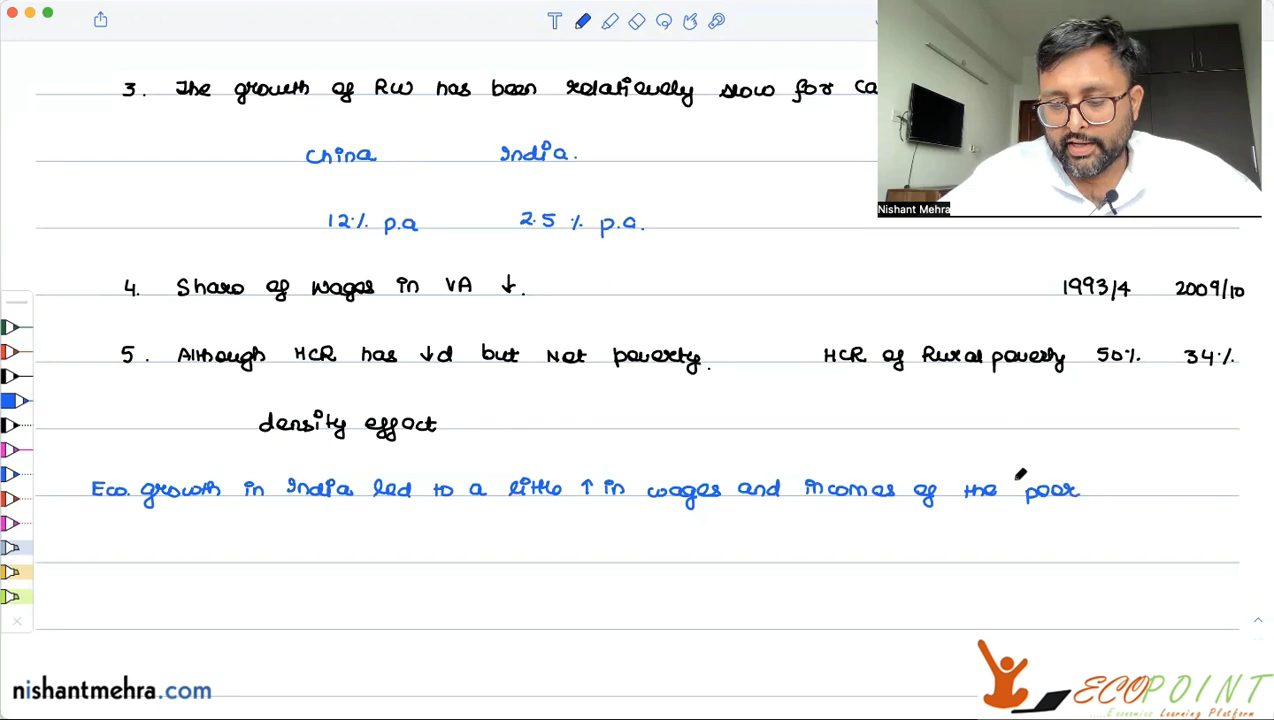 3. The growth of RW has been relatively slow for Ca
Nishant Mehra
China India.
12% p.a 2.5 % p.a.
4. Share of wages in VA ↓. 1993/4 2009/10
5. Although HCR has ↓d but Not poverty. HCR of Rural poverty 50% 34%
density effect
Eco. growth in India led to a little ↑ in wages and incomes of the poor
nishantmehra.com
ECOPOINT
Economics Learning Platform